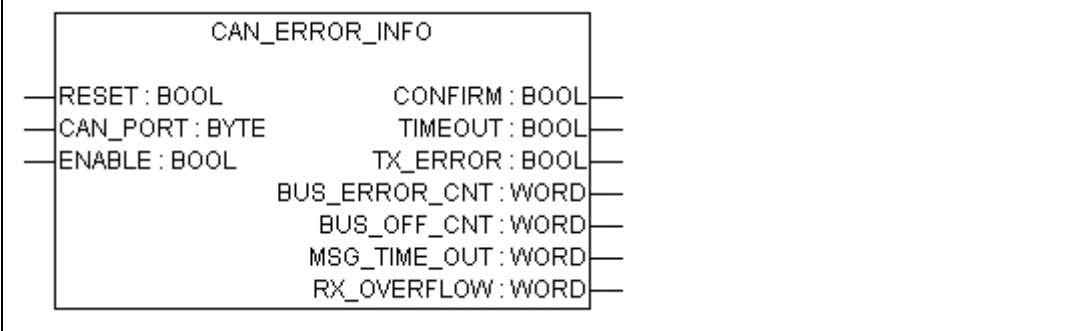 CAN_ERROR_INFO
RESET : BOOL CONFIRM : BOOL
CAN_PORT : BYTE TIMEOUT : BOOL
ENABLE : BOOL TX_ERROR : BOOL
BUS_ERROR_CNT : WORD
BUS_OFF_CNT : WORD
MSG_TIME_OUT : WORD
RX_OVERFLOW : WORD